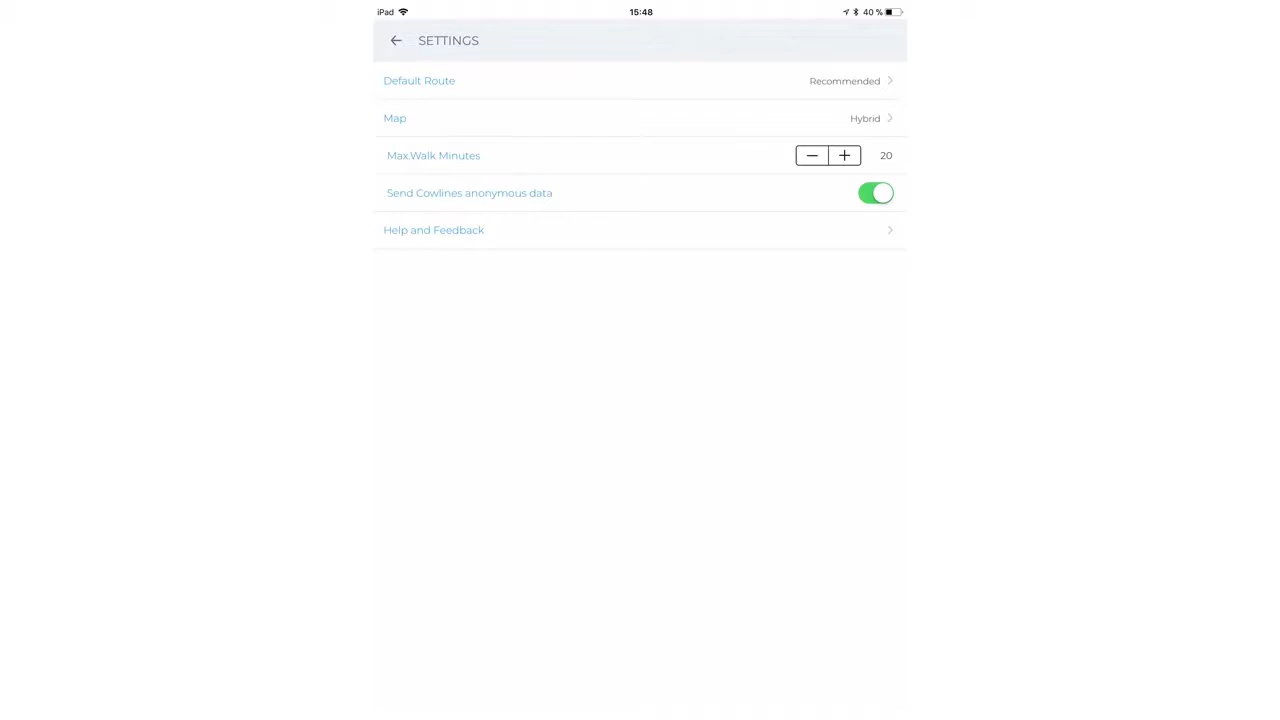 iPad 15:48 40 %
SETTINGS
Default Route Recommended
Map Hybrid
Max.Walk Minutes 20
Send Cowlines anonymous data
Help and Feedback